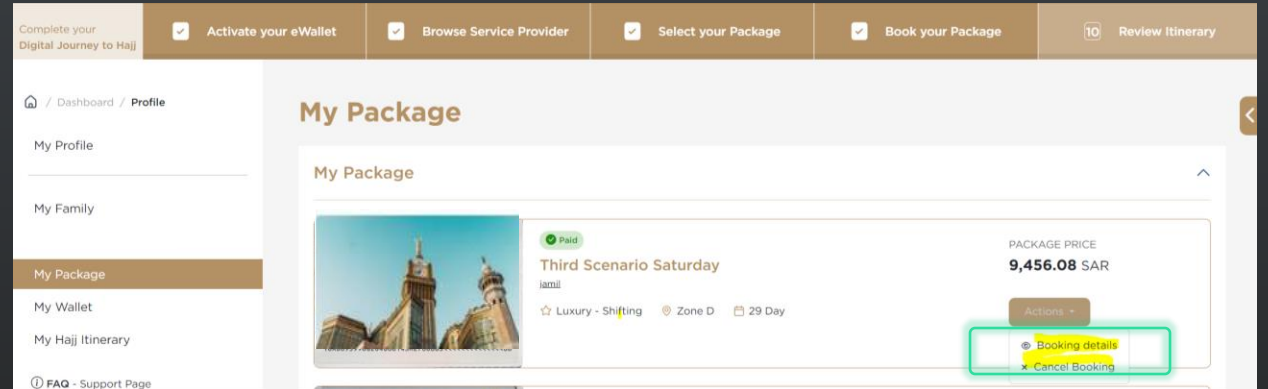 Complete your
Digital Journey to Hajj
Activate your eWallet
Browse Service Provider
Select your Package
Book your Package
10 Review Itinerary
/ Dashboard / Profile
My Profile
My Family
My Package
My Wallet
My Hajj Itinerary
FAQ - Support Page
My Package
My Package
Paid
Third Scenario Saturday
jamil
Luxury - Shifting
Zone D
29 Day
PACKAGE PRICE
9,456.08 SAR
Actions
Booking details
× Cancel Booking